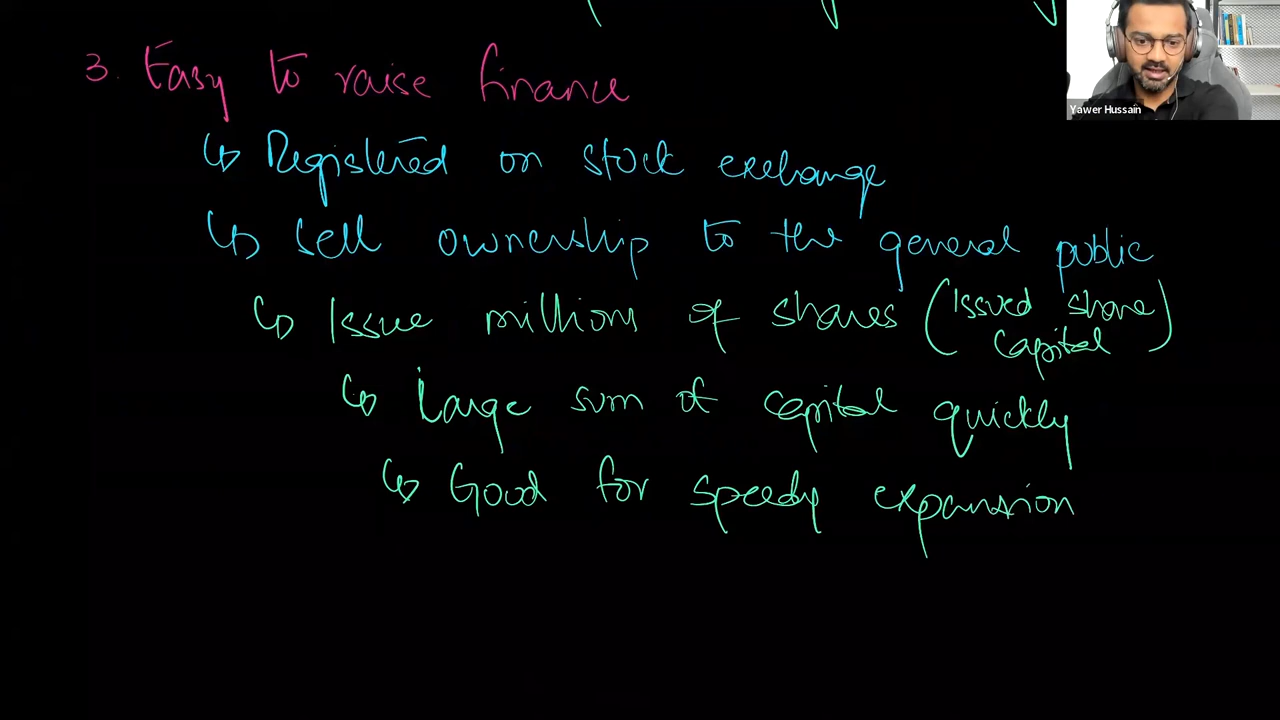 Yawer Hussain
3. Easy to raise finance
↳ Registered on stock exchange
↳ Sell ownership to the general public
↳ Issue millions of shares (Issued share capital)
↳ Large sum of capital quickly
↳ Good for speedy expansion